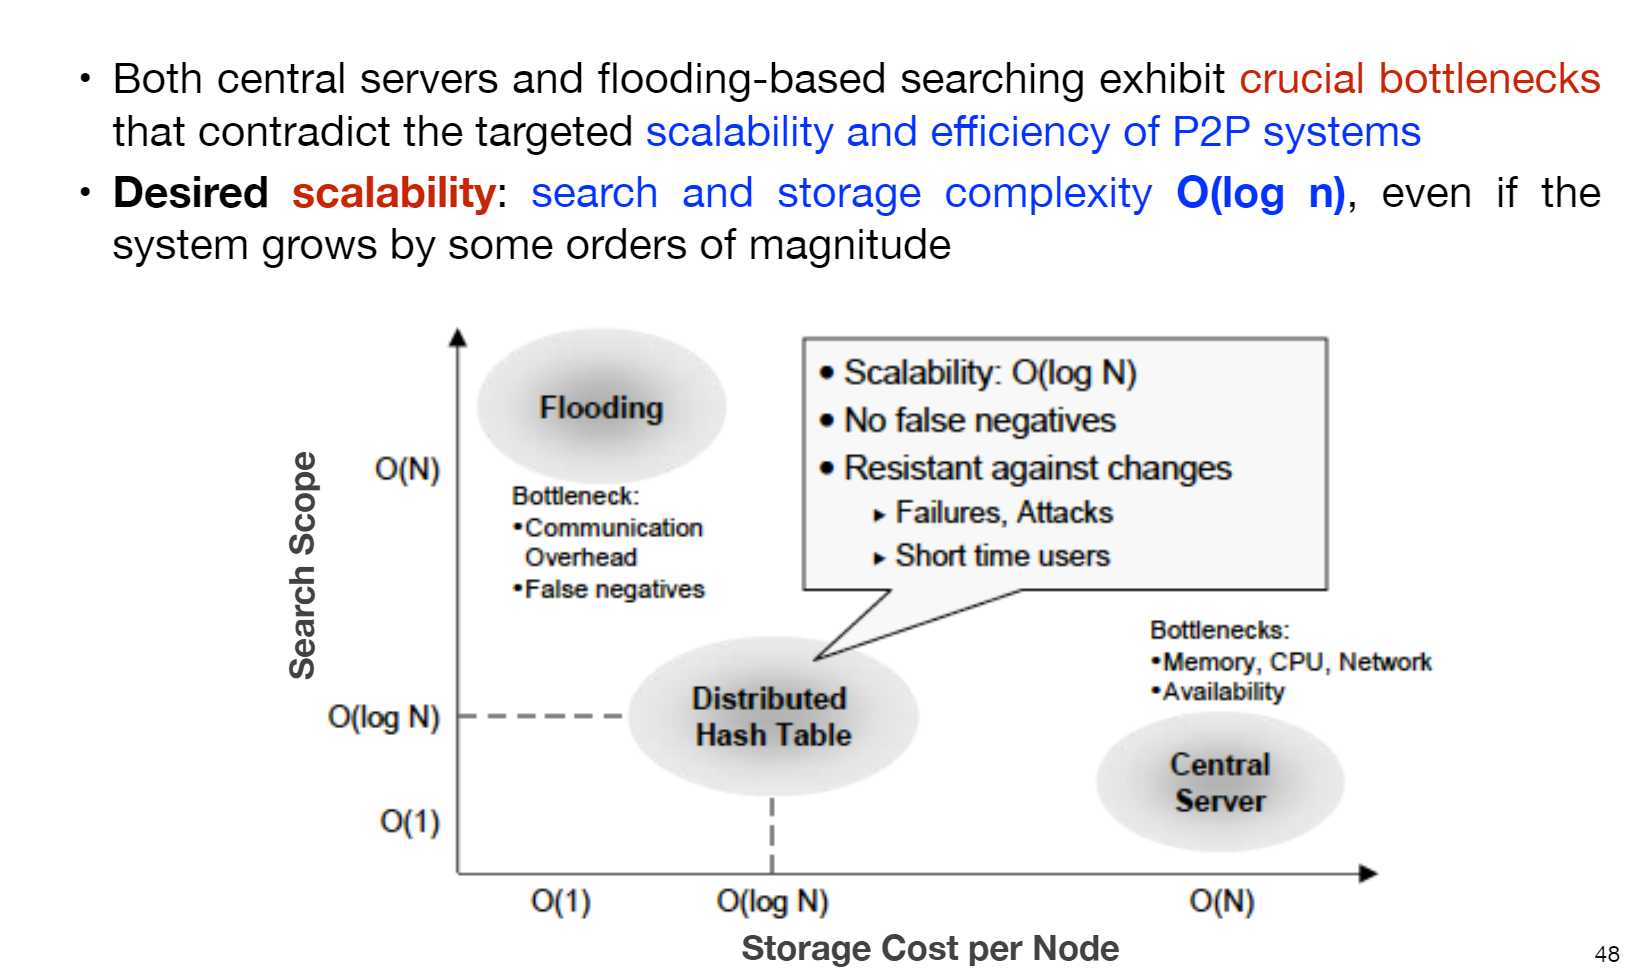 • Both central servers and flooding-based searching exhibit crucial bottlenecks
that contradict the targeted scalability and efficiency of P2P systems
• Desired scalability: search and storage complexity O(log n), even if the
system grows by some orders of magnitude
Search Scope
O(N)
O(log N)
O(1)
Flooding
Bottleneck:
•Communication
Overhead
•False negatives
• Scalability: O(log N)
• No false negatives
• Resistant against changes
▸ Failures, Attacks
▸ Short time users
Distributed
Hash Table
Bottlenecks:
•Memory, CPU, Network
•Availability
Central
Server
O(1)
O(log N)
O(N)
Storage Cost per Node
48